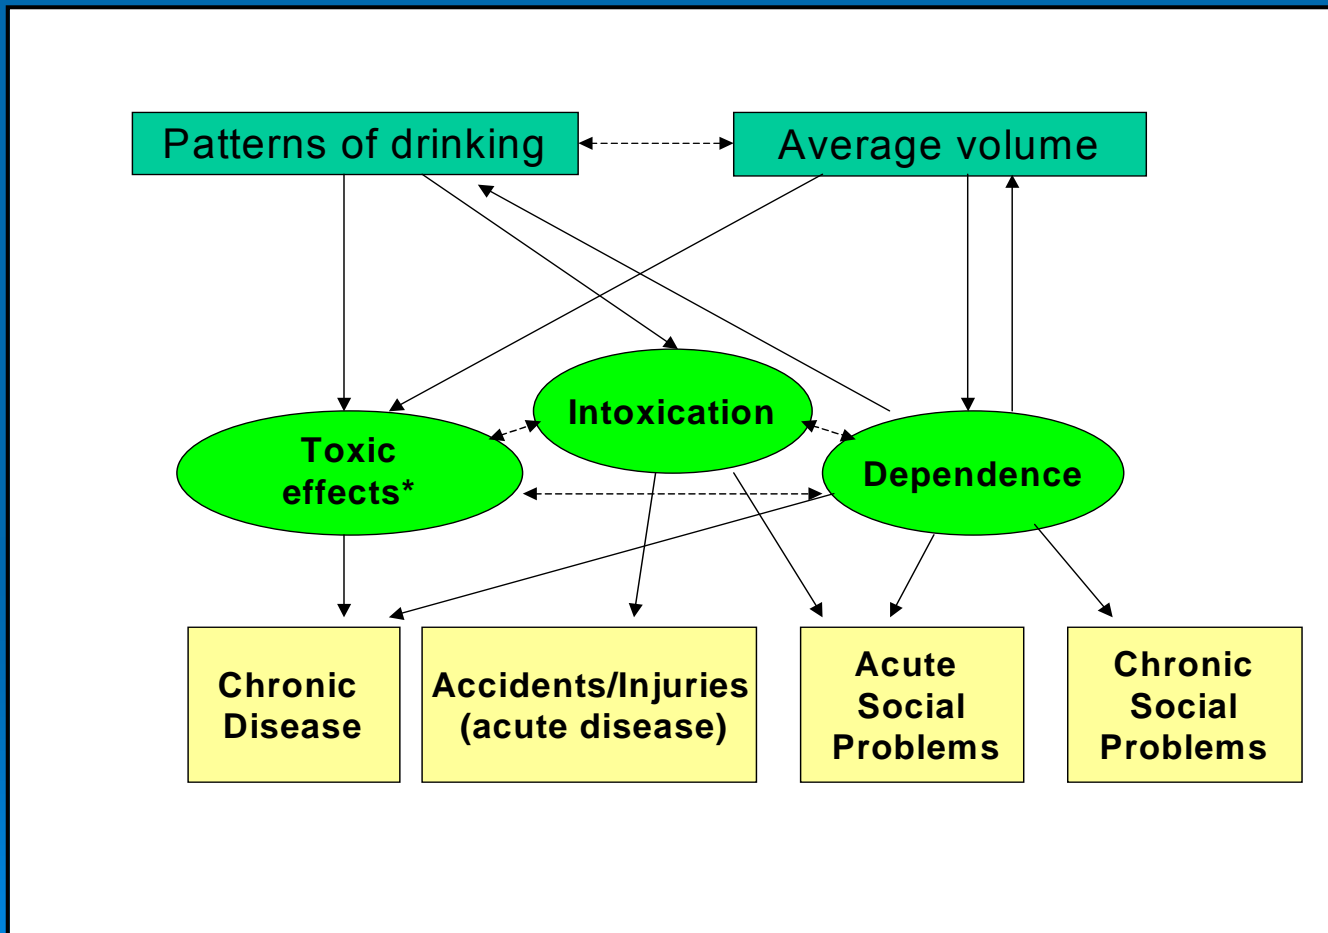 Patterns of drinking
Average volume
Intoxication
Toxic
effects*
Dependence
Chronic
Disease
Accidents/Injuries
(acute disease)
Acute
Social
Problems
Chronic
Social
Problems